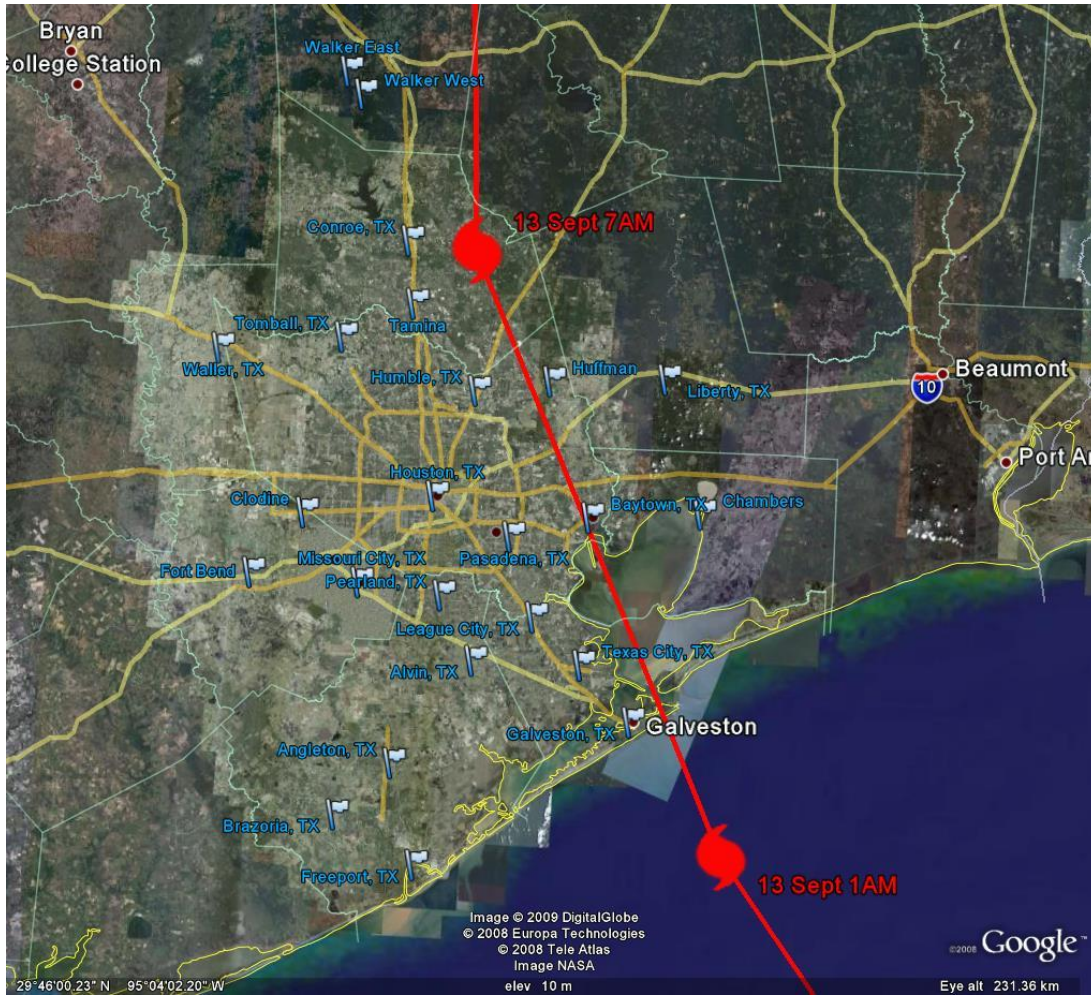 Bryan
College Station
Walker East
Walker West
13 Sept 7AM
Conroe, TX
Tamina
Tomball, TX
Waller, TX
Humble, TX
Huffman
Liberty, TX
Beaumont
10
Port Ar
Houston, TX
Clodine
Baytown, TX
Chambers
Pasadena, TX
Missouri City, TX
Fort Bend
Pearland, TX
League City, TX
Texas City, TX
Alvin, TX
Galveston, TX
Galveston
Angleton, TX
Brazoria, TX
Freeport, TX
13 Sept 1AM
Image © 2009 DigitalGlobe
© 2008 Europa Technologies
© 2008 Tele Atlas
Image NASA
©2008 Google™
29°46'00.23" N 95°04'02.20" W
elev 10 m
Eye alt 231.36 km